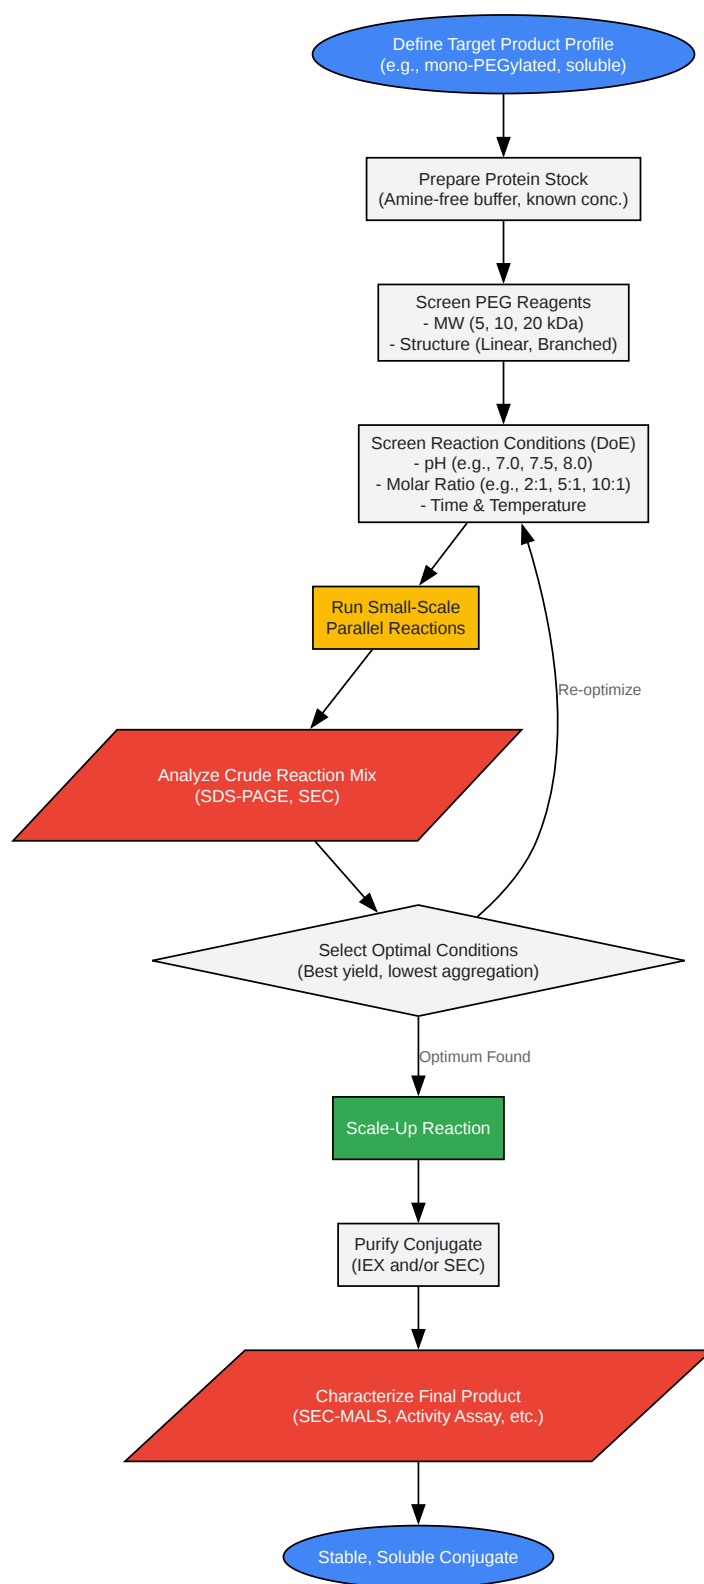 Define Target Product Profile
(e.g., mono-PEGylated, soluble)
Prepare Protein Stock
(Amine-free buffer, known conc.)
Screen PEG Reagents
- MW (5, 10, 20 kDa)
- Structure (Linear, Branched)
Screen Reaction Conditions (DoE)
- pH (e.g., 7.0, 7.5, 8.0)
- Molar Ratio (e.g., 2:1, 5:1, 10:1)
- Time & Temperature
Run Small-Scale
Parallel Reactions
Re-optimize
Analyze Crude Reaction Mix
(SDS-PAGE, SEC)
Select Optimal Conditions
(Best yield, lowest aggregation)
Optimum Found
Scale-Up Reaction
Purify Conjugate
(IEX and/or SEC)
Characterize Final Product
(SEC-MALS, Activity Assay, etc.)
Stable, Soluble Conjugate